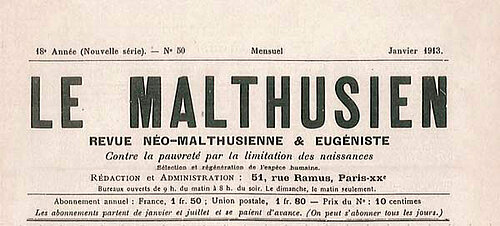 18e Année (Nouvelle série). — No 50 Mensuel Janvier 1913.
LE MALTHUSIEN
REVUE NÉO-MALTHUSIENNE & EUGÉNISTE
Contre la pauvreté par la limitation des naissances
Sélection et régénération de l'espèce humaine.
RÉDACTION et ADMINISTRATION : 51, rue Ramus, Paris-XXe
Bureaux ouverts de 9 h. du matin à 8 h. du soir. Le dimanche, le matin seulement.
Abonnement annuel : France, 1 fr. 50 ; Union postale, 1 fr. 80 — Prix du No : 10 centimes
Les abonnements partent de janvier et juillet et se paient d'avance. (On peut s'abonner tous les jours.)